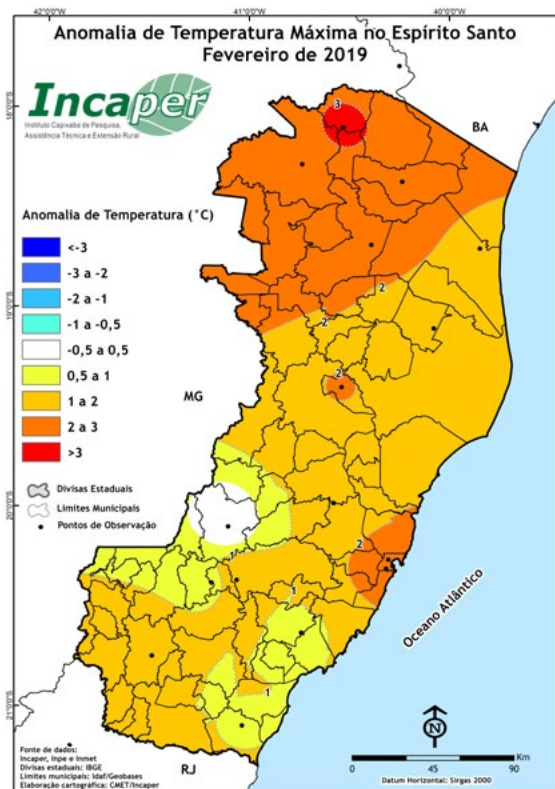 42°0'0"O
41°0'0"O
40°0'0"O
Anomalia de Temperatura Máxima no Espírito Santo
Fevereiro de 2019
Incaper
Instituto Capixaba de Pesquisa,
Assistência Técnica e Extensão Rural
18°0'0"S
3
BA
Anomalia de Temperatura (°C)
<-3
-3 a -2
-2 a -1
-1 a -0,5
-0,5 a 0,5
0,5 a 1
1 a 2
2 a 3
>3
19°0'0"S
2
2
2
MG
Divisas Estaduais
Limites Municipais
Pontos de Observação
20°0'0"S
1
2
1
Oceano Atlântico
1
21°0'0"S
N
Fonte de dados:
Incaper, Inpe e Inmet
Divisas estaduais: IBGE
Limites municipais: Idaf/Geobases
Elaboração cartográfica: CMET/Incaper
RJ
Km
0 45 90
Datum Horizontal: Sirgas 2000